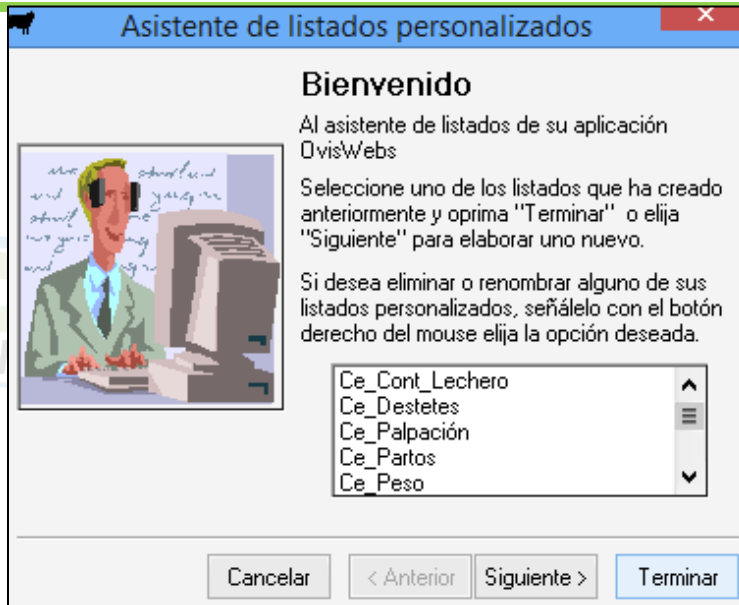 Asistente de listados personalizados
Bienvenido
Al asistente de listados de su aplicación
OvisWebs
Seleccione uno de los listados que ha creado
anteriormente y oprima "Terminar" o elija
"Siguiente" para elaborar uno nuevo.
Si desea eliminar o renombrar alguno de sus
listados personalizados, señálelo con el botón
derecho del mouse elija la opción deseada.
Ce_Cont_Lechero
Ce_Destetes
Ce_Palpación
Ce_Partos
Ce_Peso
Cancelar
< Anterior
Siguiente >
Terminar